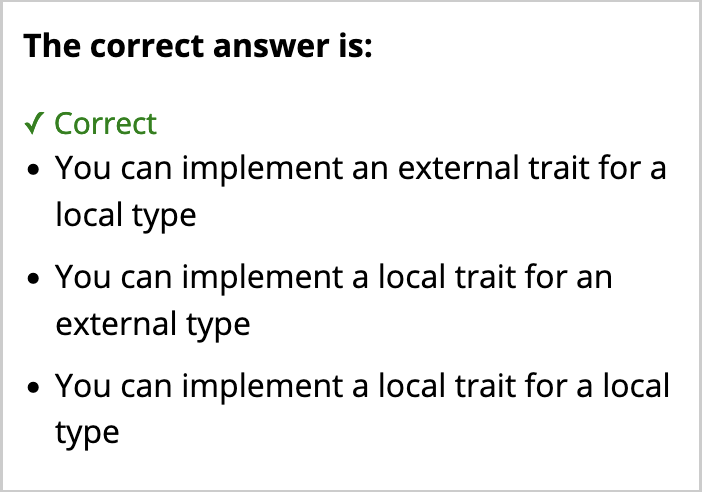 The correct answer is:
✓ Correct
• You can implement an external trait for a
local type
• You can implement a local trait for an
external type
• You can implement a local trait for a local
type